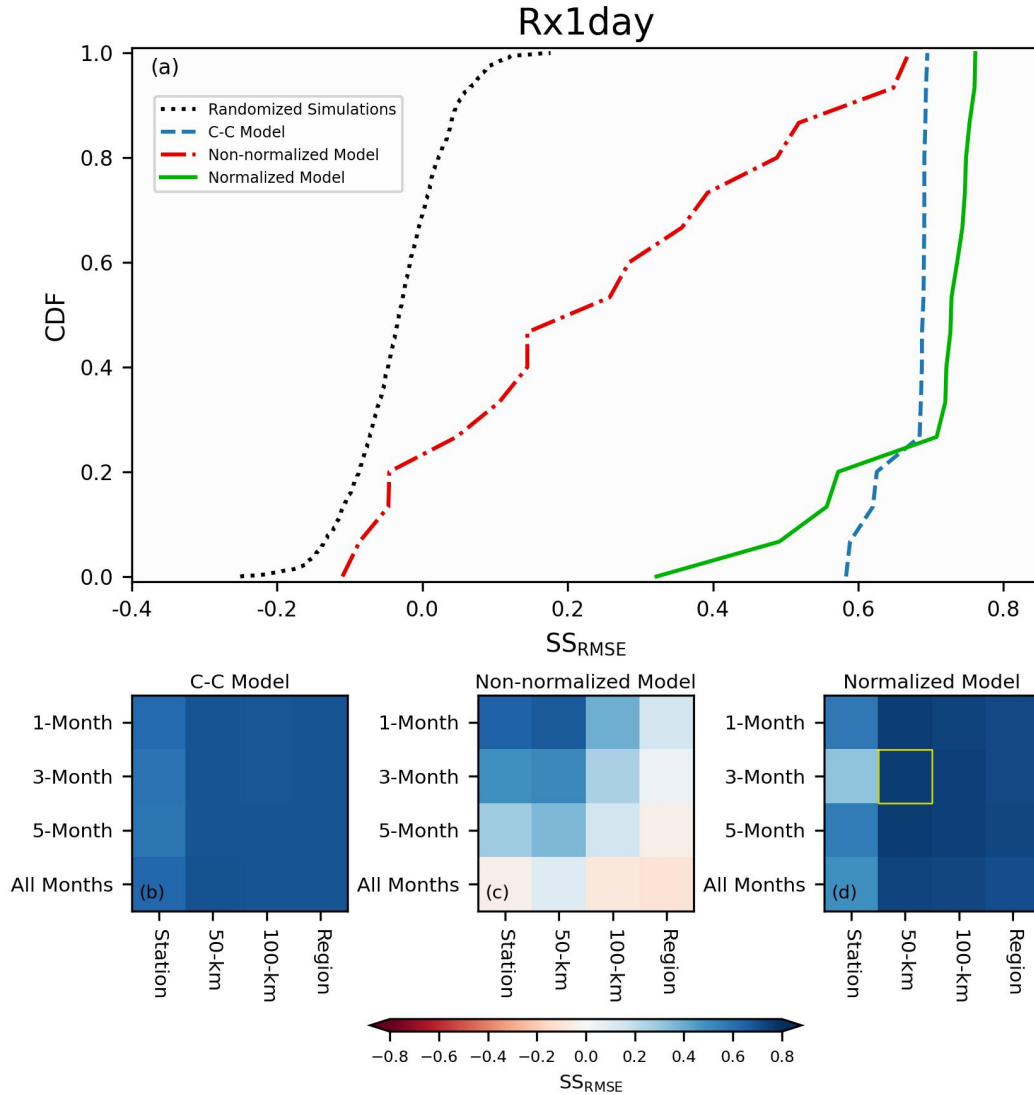 Rx1day
(a)
Randomized Simulations
C-C Model
Non-normalized Model
Normalized Model
CDF
1.0
0.8
0.6
0.4
0.2
0.0
-0.4
-0.2
0.0
0.2
0.4
0.6
0.8
SSRMSE
C-C Model
Non-normalized Model
Normalized Model
1-Month
3-Month
5-Month
All Months
(b)
Station
50-km
100-km
Region
1-Month
3-Month
5-Month
All Months
(c)
Station
50-km
100-km
Region
1-Month
3-Month
5-Month
All Months
(d)
Station
50-km
100-km
Region
−0.8
−0.6
−0.4
−0.2
0.0
0.2
0.4
0.6
0.8
SSRMSE